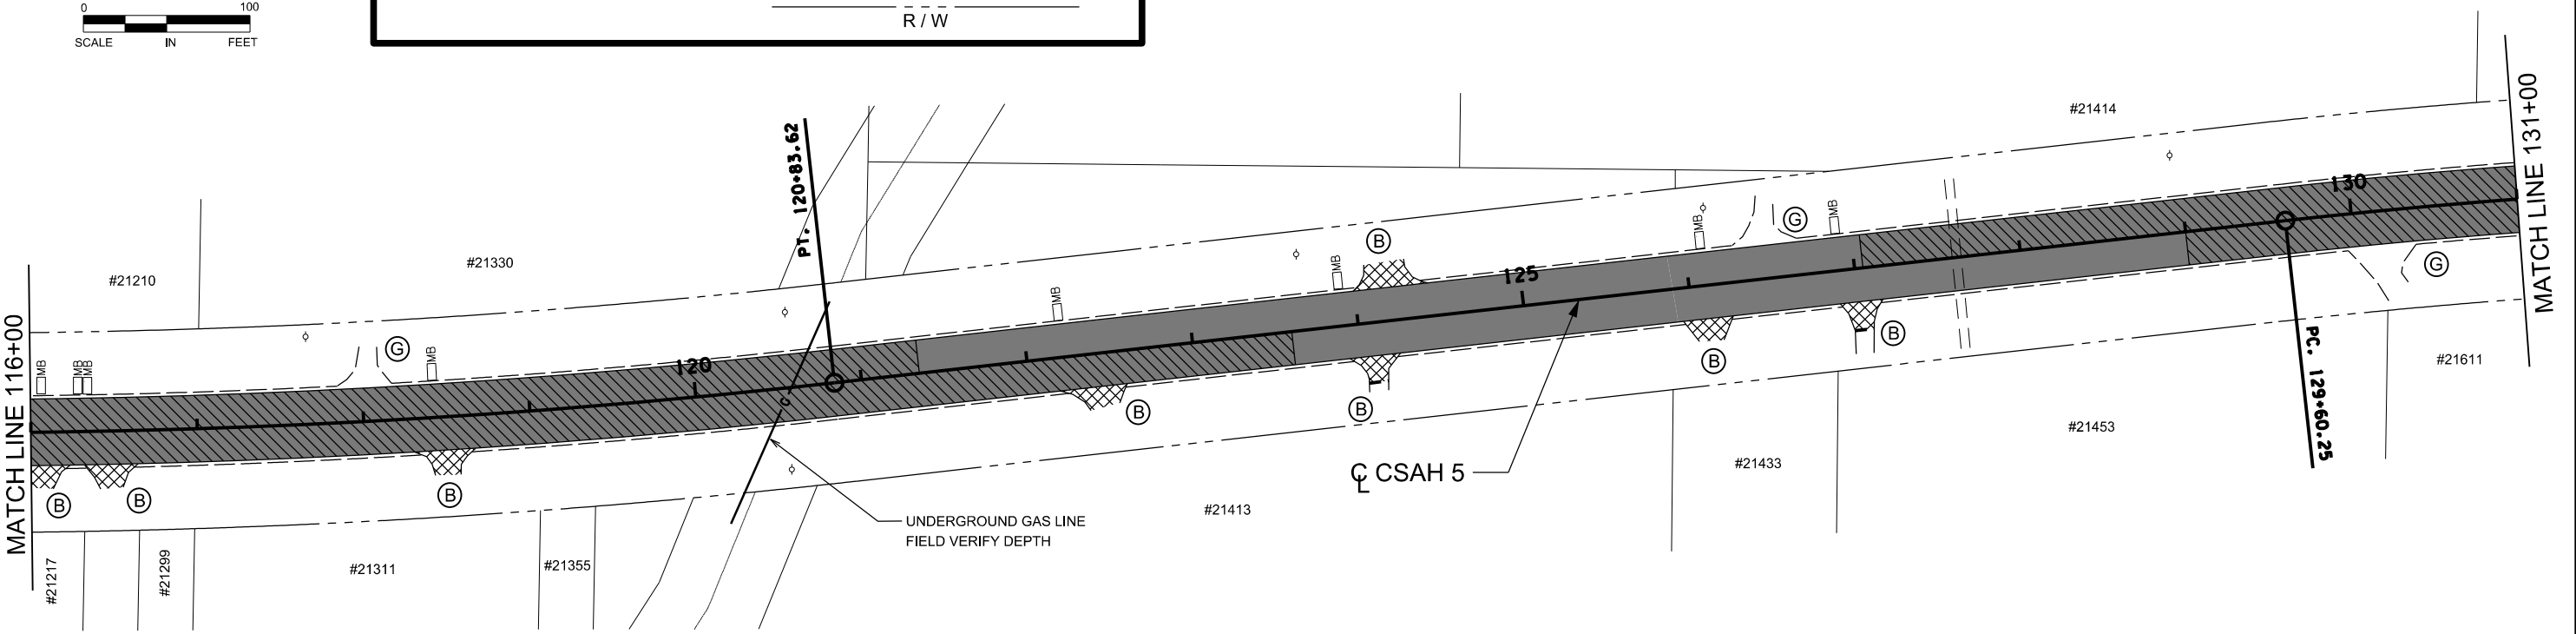 0 100
SCALE IN FEET
R / W
MATCH LINE 116+00
MATCH LINE 131+00
#21210
#21330
PT. 120+83.62
#21414
MB
MB
MB
MB
MB
MB
MB
MB
G
G
G
B
120
125
130
B
B
B
B
B
B
B
G
PC. 129+60.25
#21611
#21453
#21433
#21413
℄ CSAH 5
UNDERGROUND GAS LINE
FIELD VERIFY DEPTH
#21217
#21299
#21311
#21355